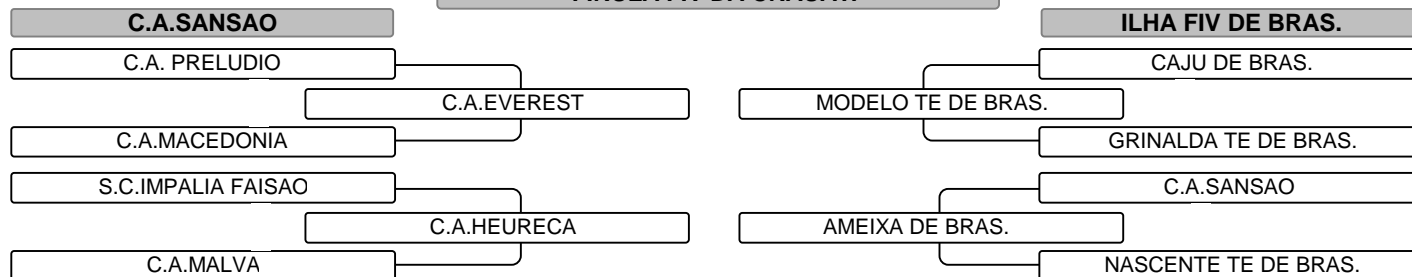 C.A.SANSAO
ILHA FIV DE BRAS.
C.A. PRELUDIO
CAJU DE BRAS.
C.A.EVEREST
MODELO TE DE BRAS.
C.A.MACEDONIA
GRINALDA TE DE BRAS.
S.C.IMPALIA FAISAO
C.A.SANSAO
C.A.HEURECA
AMEIXA DE BRAS.
C.A.MALVA
NASCENTE TE DE BRAS.